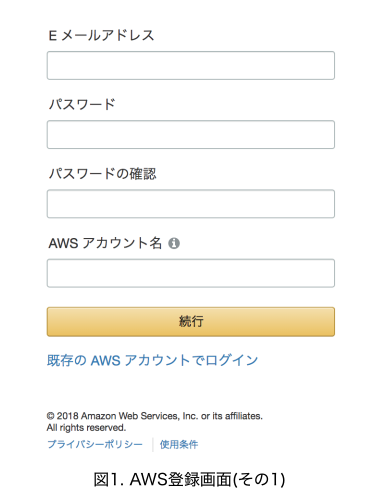 E メールアドレス
パスワード
パスワードの確認
AWS アカウント名
続行
既存の AWS アカウントでログイン
© 2018 Amazon Web Services, Inc. or its affiliates.
All rights reserved.
プライバシーポリシー 使用条件
図1. AWS登録画面(その1)